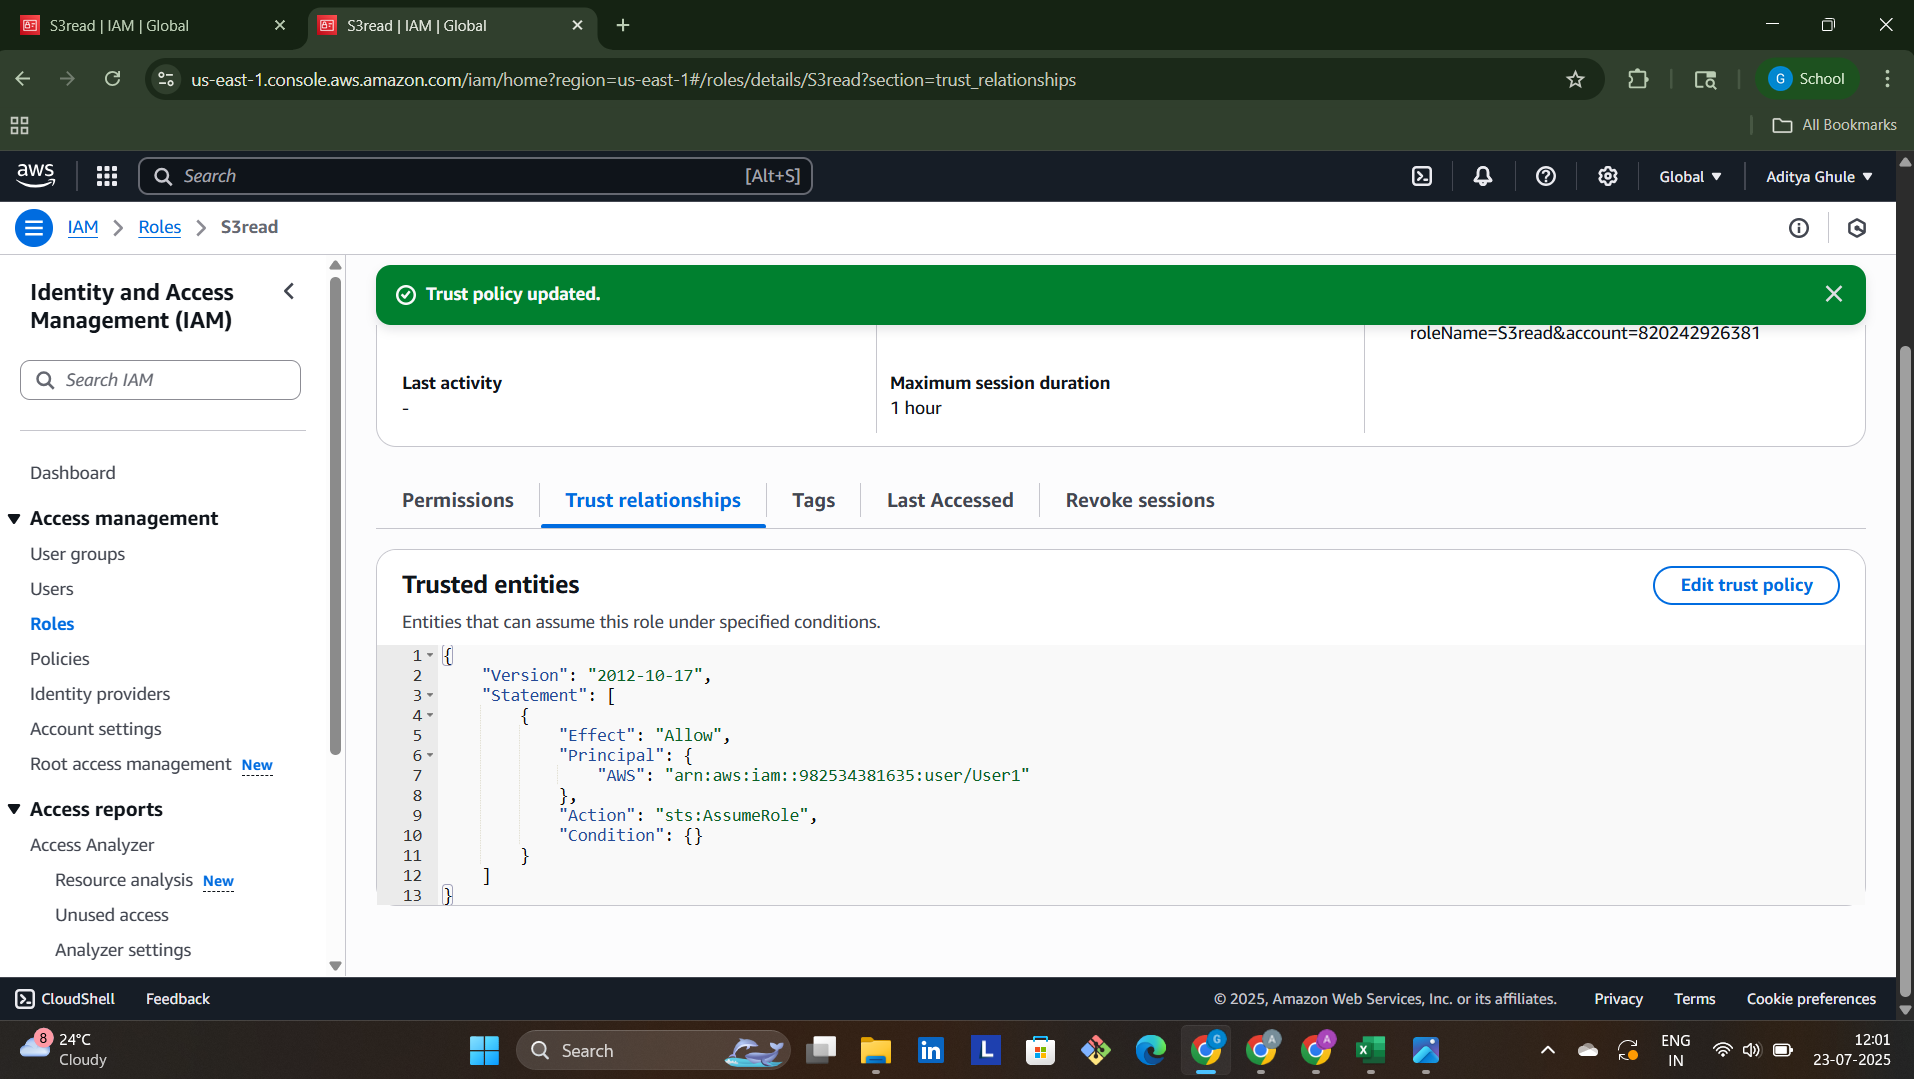 S3read | IAM | Global
S3read | IAM | Global
us-east-1.console.aws.amazon.com/iam/home?region=us-east-1#/roles/details/S3read?section=trust_relationships
G School
All Bookmarks
aws
Search [Alt+S]
Global
Aditya Ghule
IAM > Roles > S3read
Identity and Access
Management (IAM)
Search IAM
Dashboard
Access management
User groups
Users
Roles
Policies
Identity providers
Account settings
Root access management New
Access reports
Access Analyzer
Resource analysis New
Unused access
Analyzer settings
Trust policy updated.
roleName=S3read&account=820242926381
Last activity
-
Maximum session duration
1 hour
Permissions
Trust relationships
Tags
Last Accessed
Revoke sessions
Trusted entities
Edit trust policy
Entities that can assume this role under specified conditions.
1 {
2 "Version": "2012-10-17",
3 "Statement": [
4 {
5 "Effect": "Allow",
6 "Principal": {
7 "AWS": "arn:aws:iam::982534381635:user/User1"
8 },
9 "Action": "sts:AssumeRole",
10 "Condition": {}
11 }
12 ]
13 }
CloudShell
Feedback
© 2025, Amazon Web Services, Inc. or its affiliates.
Privacy
Terms
Cookie preferences
8
24°C
Cloudy
Search
in
L
G
A
A
ENG
IN
12:01
23-07-2025